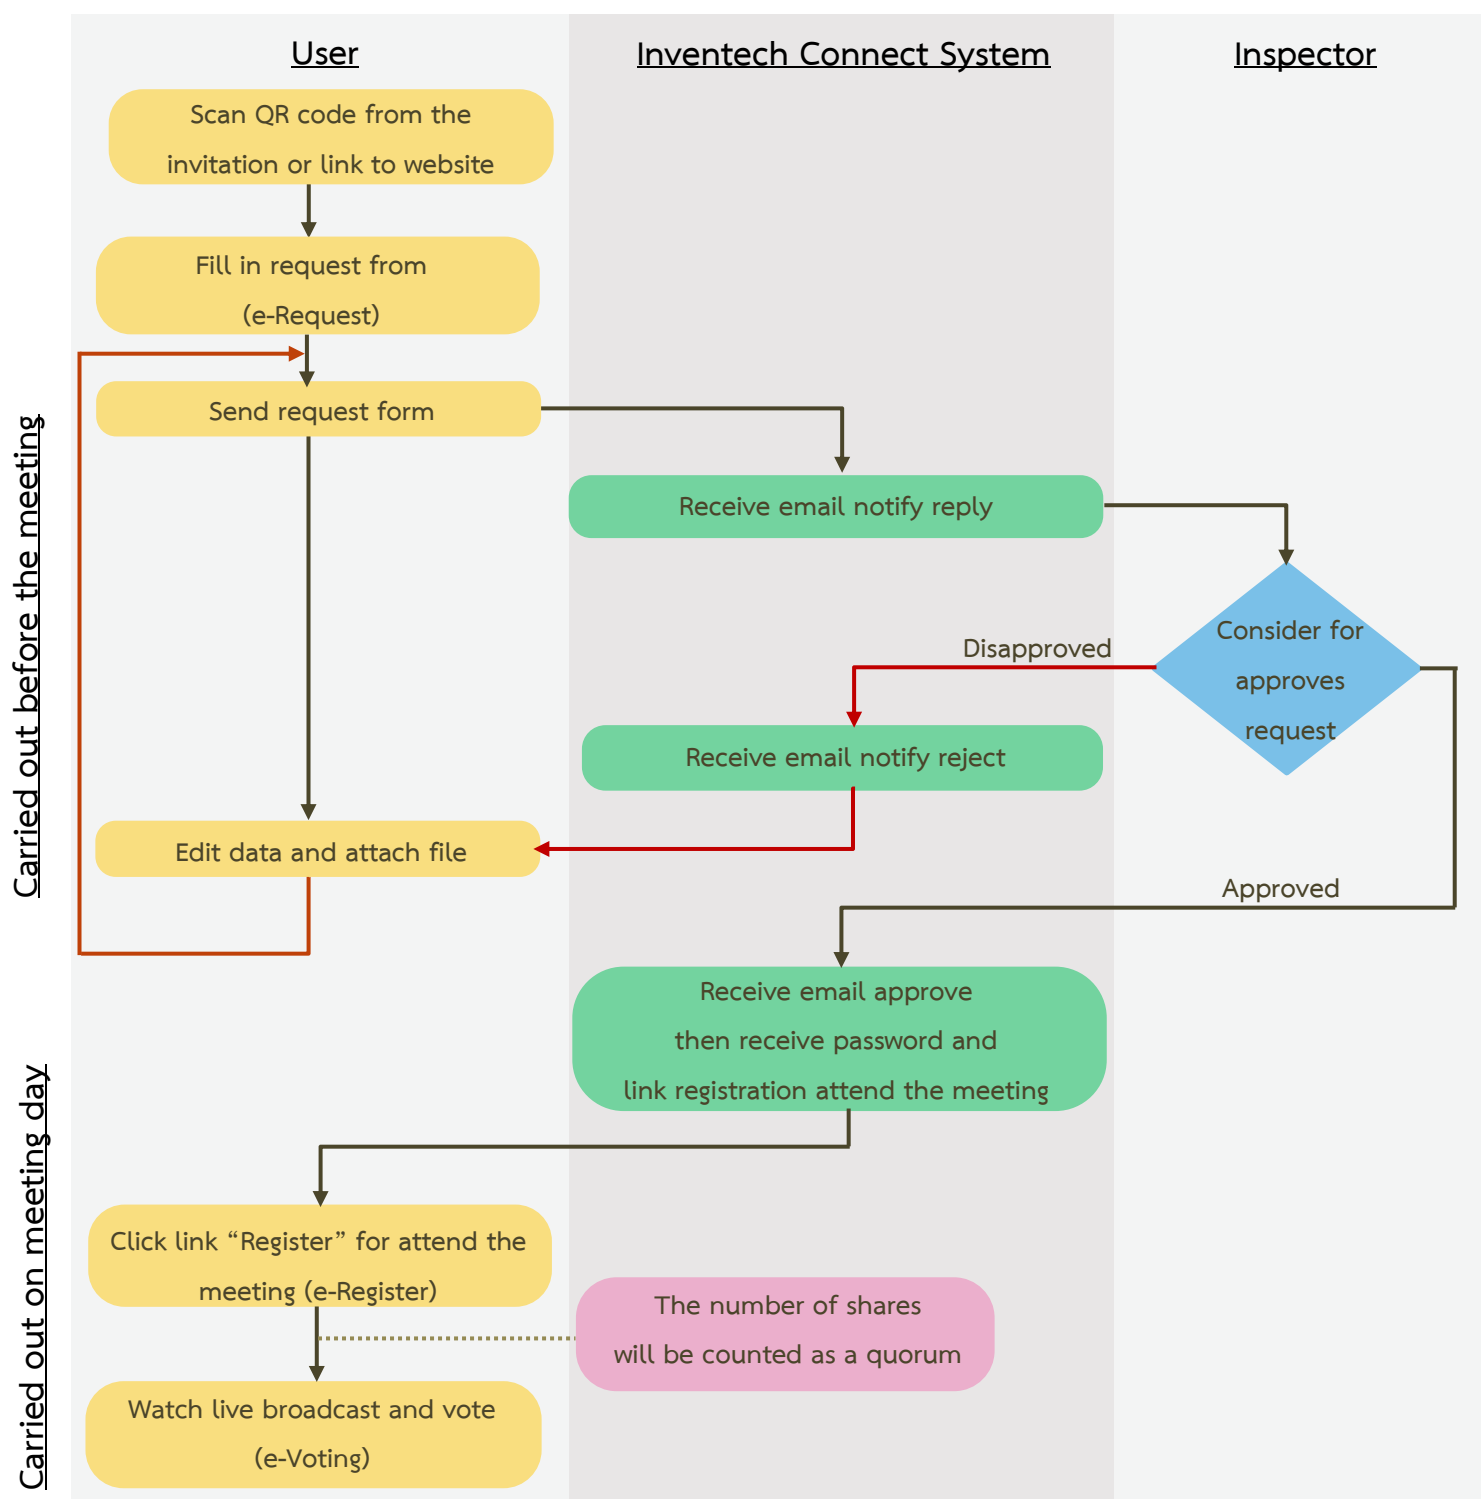 User
Inventech Connect System
Inspector
Scan QR code from the
invitation or link to website
Fill in request from
(e-Request)
Send request form
Receive email notify reply
Consider for
approves
request
Disapproved
Receive email notify reject
Edit data and attach file
Approved
Receive email approve
then receive password and
link registration attend the meeting
Click link “Register” for attend the
meeting (e-Register)
The number of shares
will be counted as a quorum
Watch live broadcast and vote
(e-Voting)
Carried out before the meeting
Carried out on meeting day